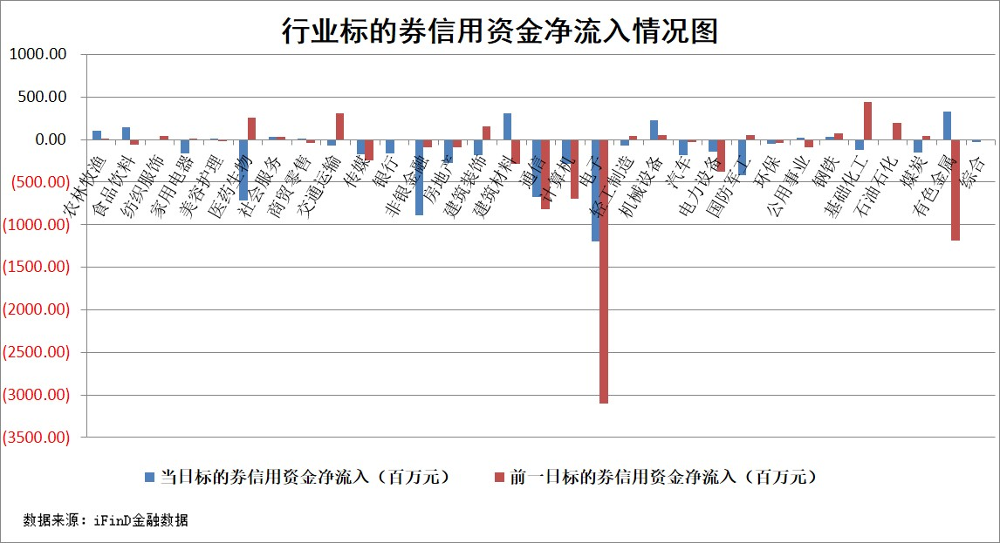 行业标的券信用资金净流入情况图
1000.00
500.00
0.00
(500.00)
(1000.00)
(1500.00)
(2000.00)
(2500.00)
(3000.00)
(3500.00)
农林牧渔
食品饮料
纺织服饰
家用电器
美容护理
医药生物
社会服务
商贸零售
交通运输
传媒
银行
非银金融
房地产
建筑装饰
建筑材料
通信
计算机
电子
轻工制造
机械设备
汽车
电力设备
国防军工
环保
公用事业
钢铁
基础化工
石油石化
煤炭
有色金属
综合
当日标的券信用资金净流入（百万元）
前一日标的券信用资金净流入（百万元）
数据来源：iFinD金融数据